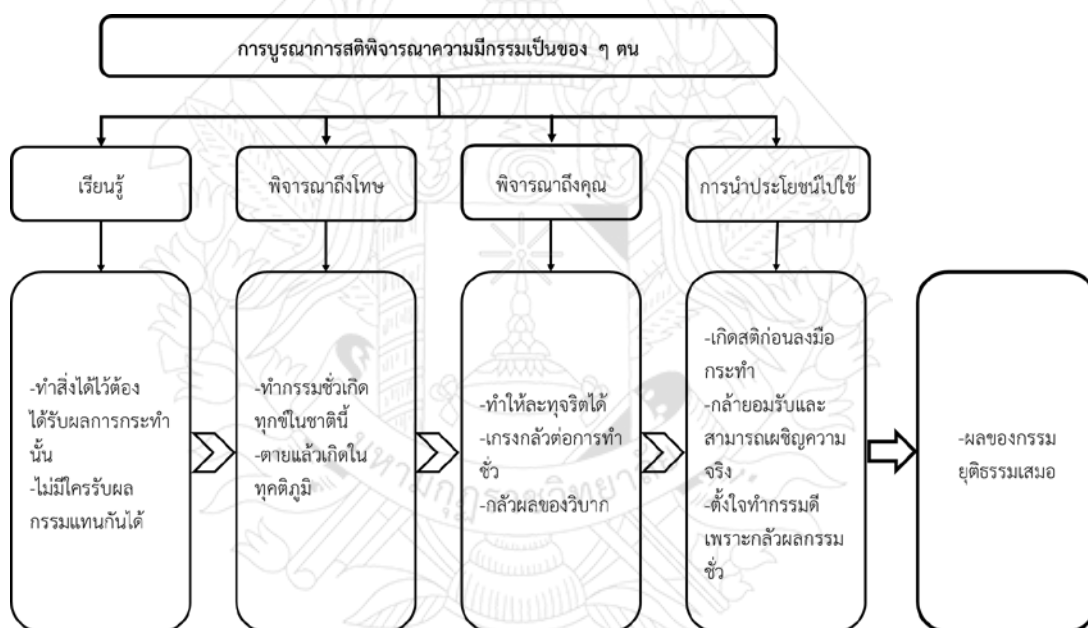 การบูรณาการสติพิจารณาความมีกรรมเป็นของ ๆ ตน
เรียนรู้
พิจารณาถึงโทษ
พิจารณาถึงคุณ
การนำประโยชน์ไปใช้
-ทำสิ่งใดไว้ต้อง
ได้รับผลการกระทำ
นั้น
-ไม่มีใครรับผล
กรรมแทนกันได้
-ทำกรรมชั่วเกิด
ทุกข์ในชาตินี้
-ตายแล้วเกิดใน
ทุคติภูมิ
-ทำให้ละทุจริตได้
-เกรงกลัวต่อการทำ
ชั่ว
-กลัวผลของวิบาก
-เกิดสติก่อนลงมือ
กระทำ
-กล้ายอมรับและ
สามารถเผชิญความ
จริง
-ตั้งใจทำกรรมดี
เพราะกลัวผลกรรม
ชั่ว
-ผลของกรรม
ยุติธรรมเสมอ
มหามกุฏราชวิทยาลัย